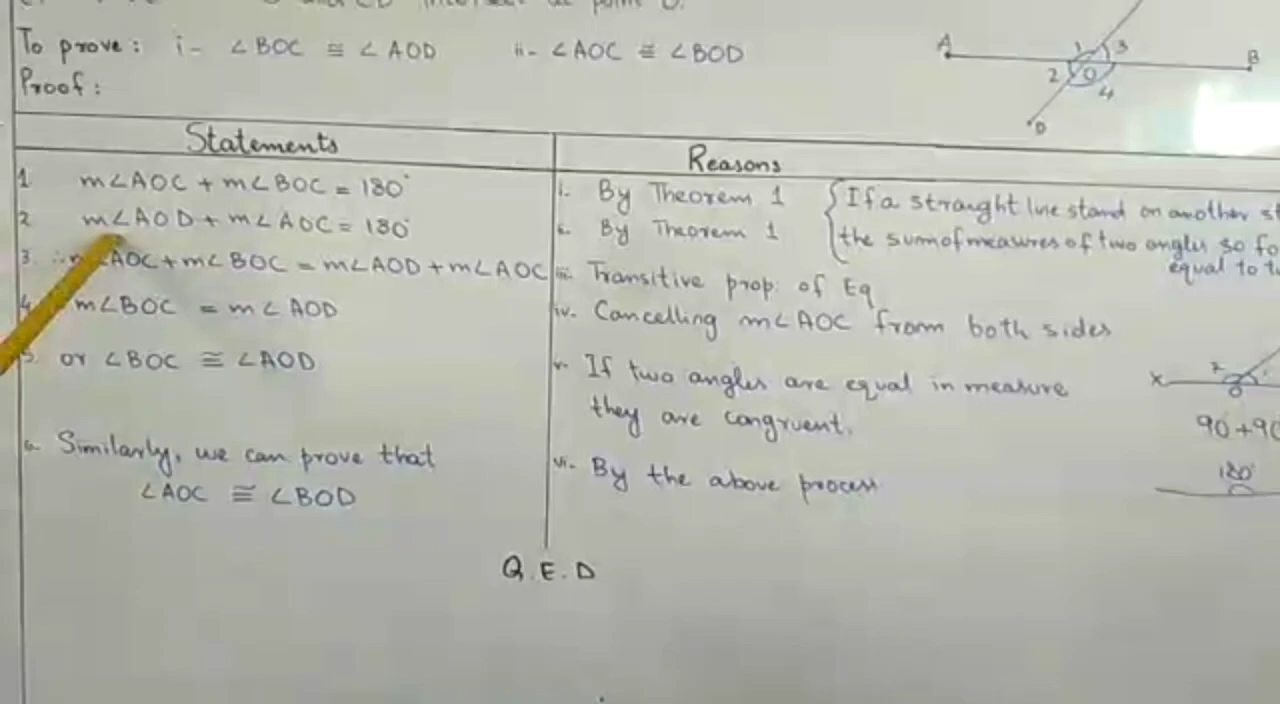 point O.
To prove : i- ∠BOC ≅ ∠AOD ii- ∠AOC ≅ ∠BOD
Proof :
A
B
1
3
2
O
4
D
Statements
Reasons
1 m∠AOC + m∠BOC = 180°
i. By Theorem 1 {If a straight line stand on another
2 m∠AOD + m∠AOC = 180°
ii. By Theorem 1 the sum of measures of two angles so
equal to
3 ∴ m∠AOC + m∠BOC = m∠AOD + m∠AOC
iii. Transitive prop. of Eq
4. m∠BOC = m∠AOD
iv. Cancelling m∠AOC from both sides
5. or ∠BOC ≅ ∠AOD
v. If two angles are equal in measure
they are congruent.
X
90+90
180°
6. Similarly, we can prove that
∠AOC ≅ ∠BOD
vi. By the above process
Q.E.D